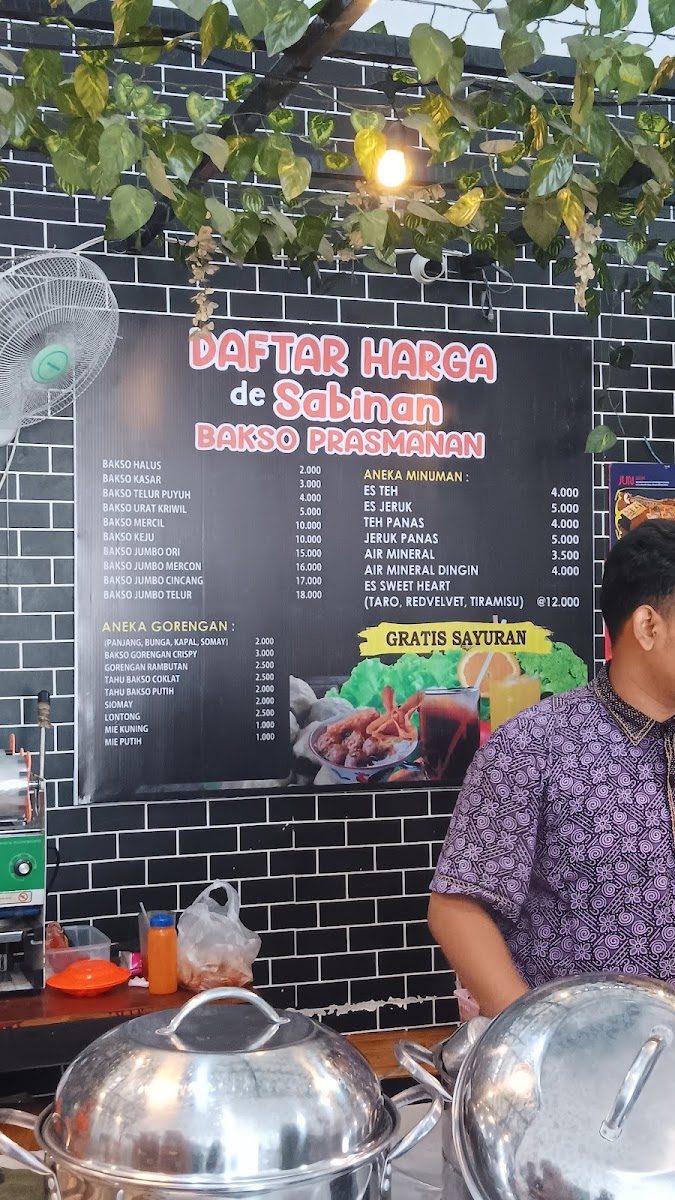 DAFTAR HARGA
de Sabinan
BAKSO PRASMANAN
BAKSO HALUS 2.000
BAKSO KASAR 3.000
BAKSO TELUR PUYUH 4.000
BAKSO URAT KRIWIL 5.000
BAKSO MERCIL 10.000
BAKSO KEJU 10.000
BAKSO JUMBO ORI 15.000
BAKSO JUMBO MERCON 16.000
BAKSO JUMBO CINCANG 17.000
BAKSO JUMBO TELUR 18.000
ANEKA GORENGAN :
(PANJANG, BUNGA, KAPAL, SOMAY) 2.000
BAKSO GORENGAN CRISPY 3.000
GORENGAN RAMBUTAN 2.500
TAHU BAKSO COKLAT 2.500
TAHU BAKSO PUTIH 2.000
SIOMAY 2.000
LONTONG 2.500
MIE KUNING 1.000
MIE PUTIH 1.000
ANEKA MINUMAN :
ES TEH 4.000
ES JERUK 5.000
TEH PANAS 4.000
JERUK PANAS 5.000
AIR MINERAL 3.500
AIR MINERAL DINGIN 4.000
ES SWEET HEART
(TARO, REDVELVET, TIRAMISU) @12.000
GRATIS SAYURAN